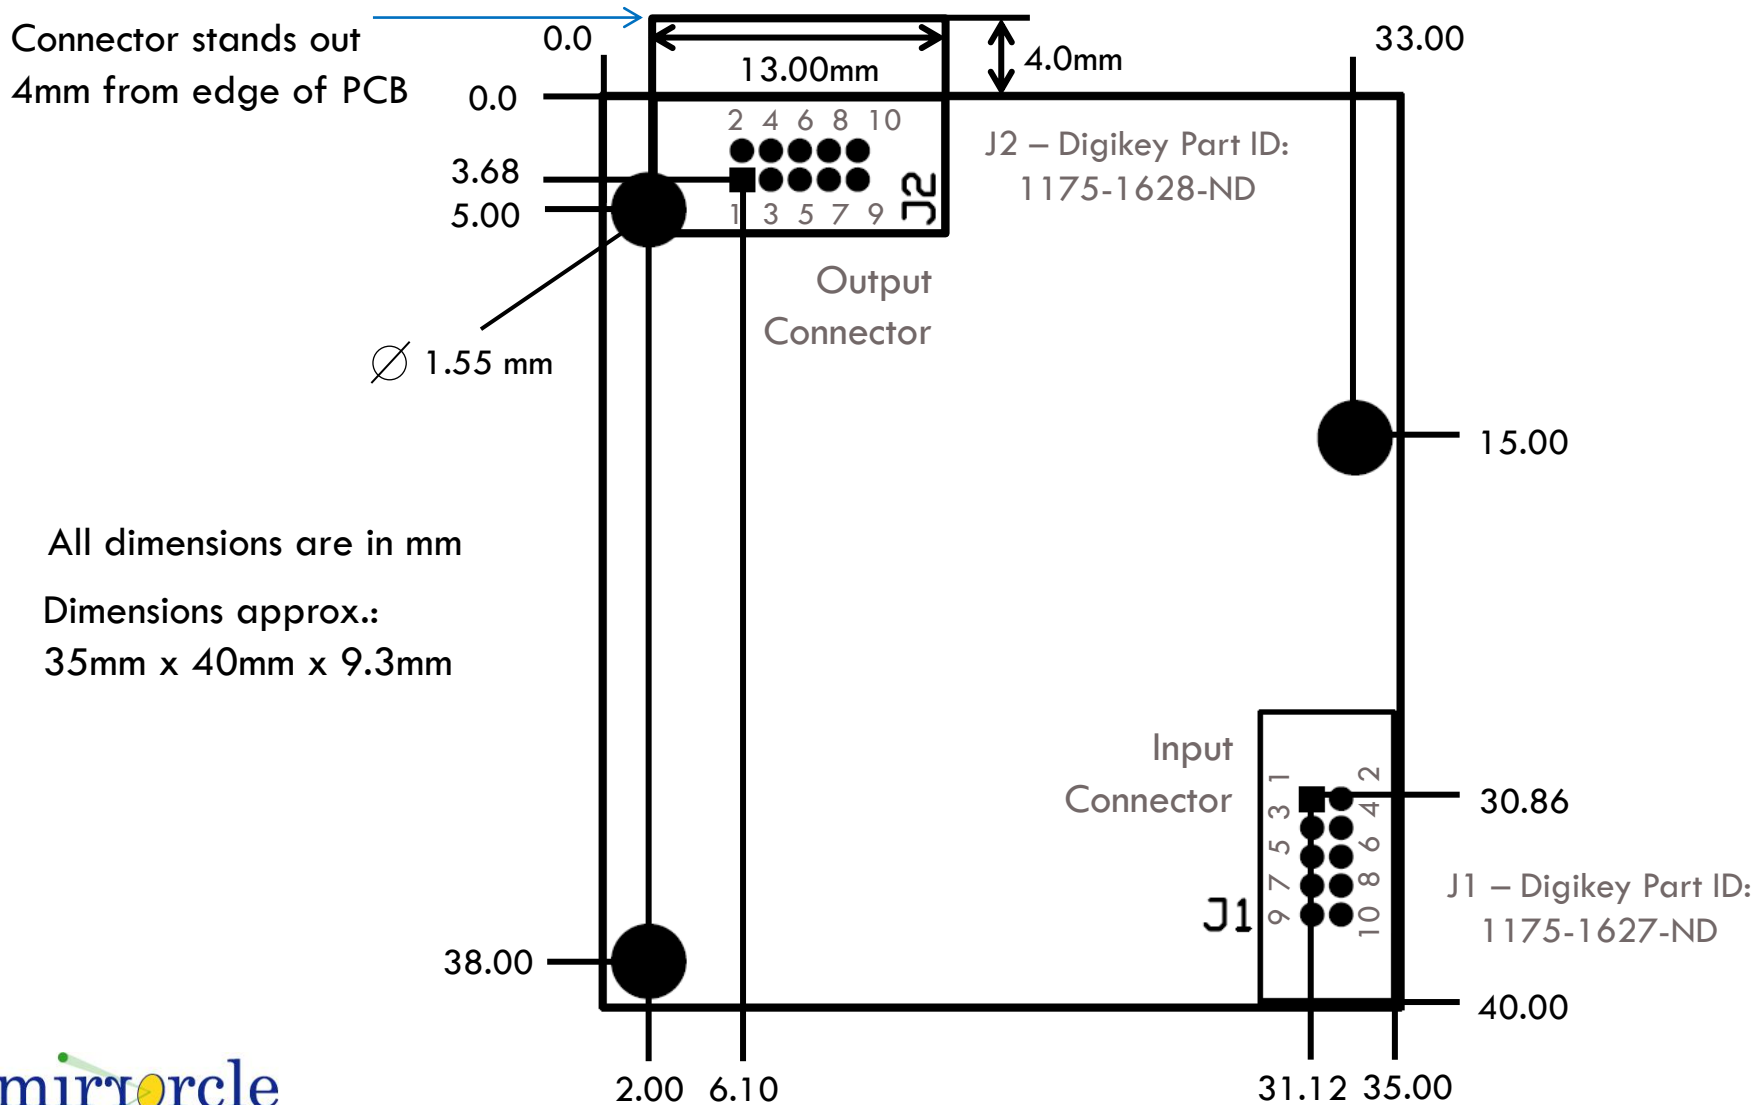 Connector stands out
4mm from edge of PCB
0.0
13.00mm
4.0mm
33.00
0.0
2 4 6 8 10
J2 – Digikey Part ID:
1175-1628-ND
3.68
5.00
1 3 5 7 9
J2
Output
Connector
∅ 1.55 mm
15.00
All dimensions are in mm
Dimensions approx.:
35mm x 40mm x 9.3mm
Input
Connector
1 3 5 7 9
2 4 6 8 10
30.86
J1
J1 – Digikey Part ID:
1175-1627-ND
38.00
40.00
2.00 6.10 31.12 35.00
mirrorcle